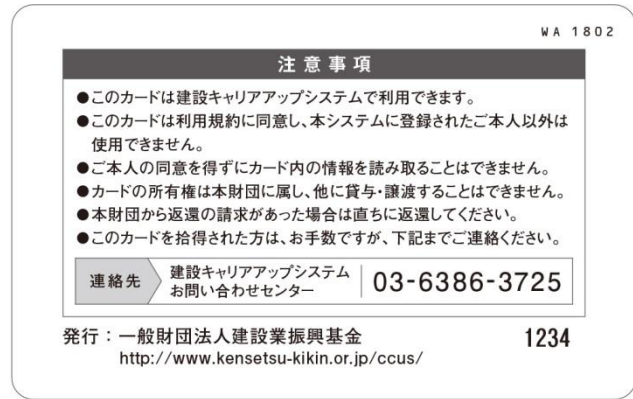 WA 1802
注意事項
●このカードは建設キャリアアップシステムで利用できます。
●このカードは利用規約に同意し、本システムに登録されたご本人以外は
使用できません。
●ご本人の同意を得ずにカード内の情報を読み取ることはできません。
●カードの所有権は本財団に属し、他に貸与・譲渡することはできません。
●本財団から返還の請求があった場合は直ちに返還してください。
●このカードを拾得された方は、お手数ですが、下記までご連絡ください。
連絡先 建設キャリアアップシステム
お問い合わせセンター 03-6386-3725
発行：一般財団法人建設業振興基金 1234
http://www.kensetsu-kikin.or.jp/ccus/